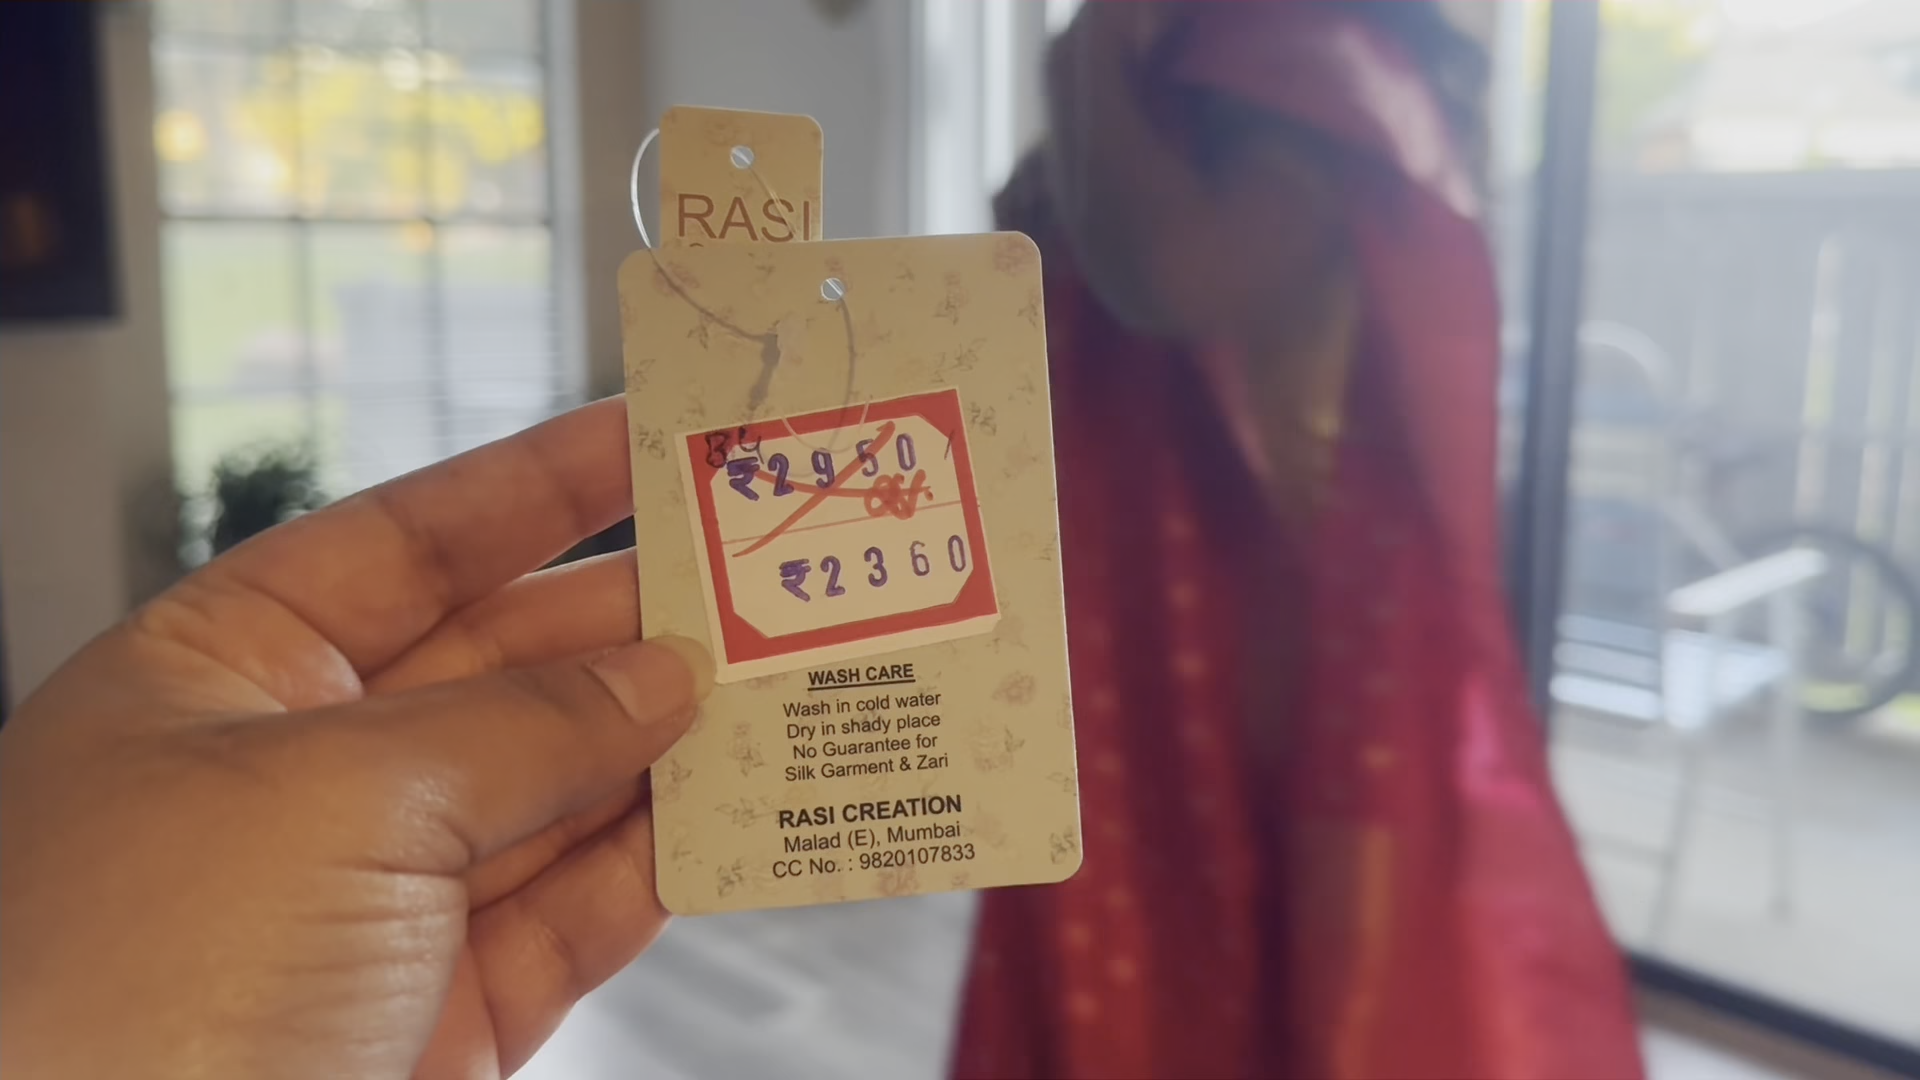 RASI
B4
₹2950
₹2360
WASH CARE
Wash in cold water
Dry in shady place
No Guarantee for
Silk Garment & Zari
RASI CREATION
Malad (E), Mumbai
CC No. : 9820107833